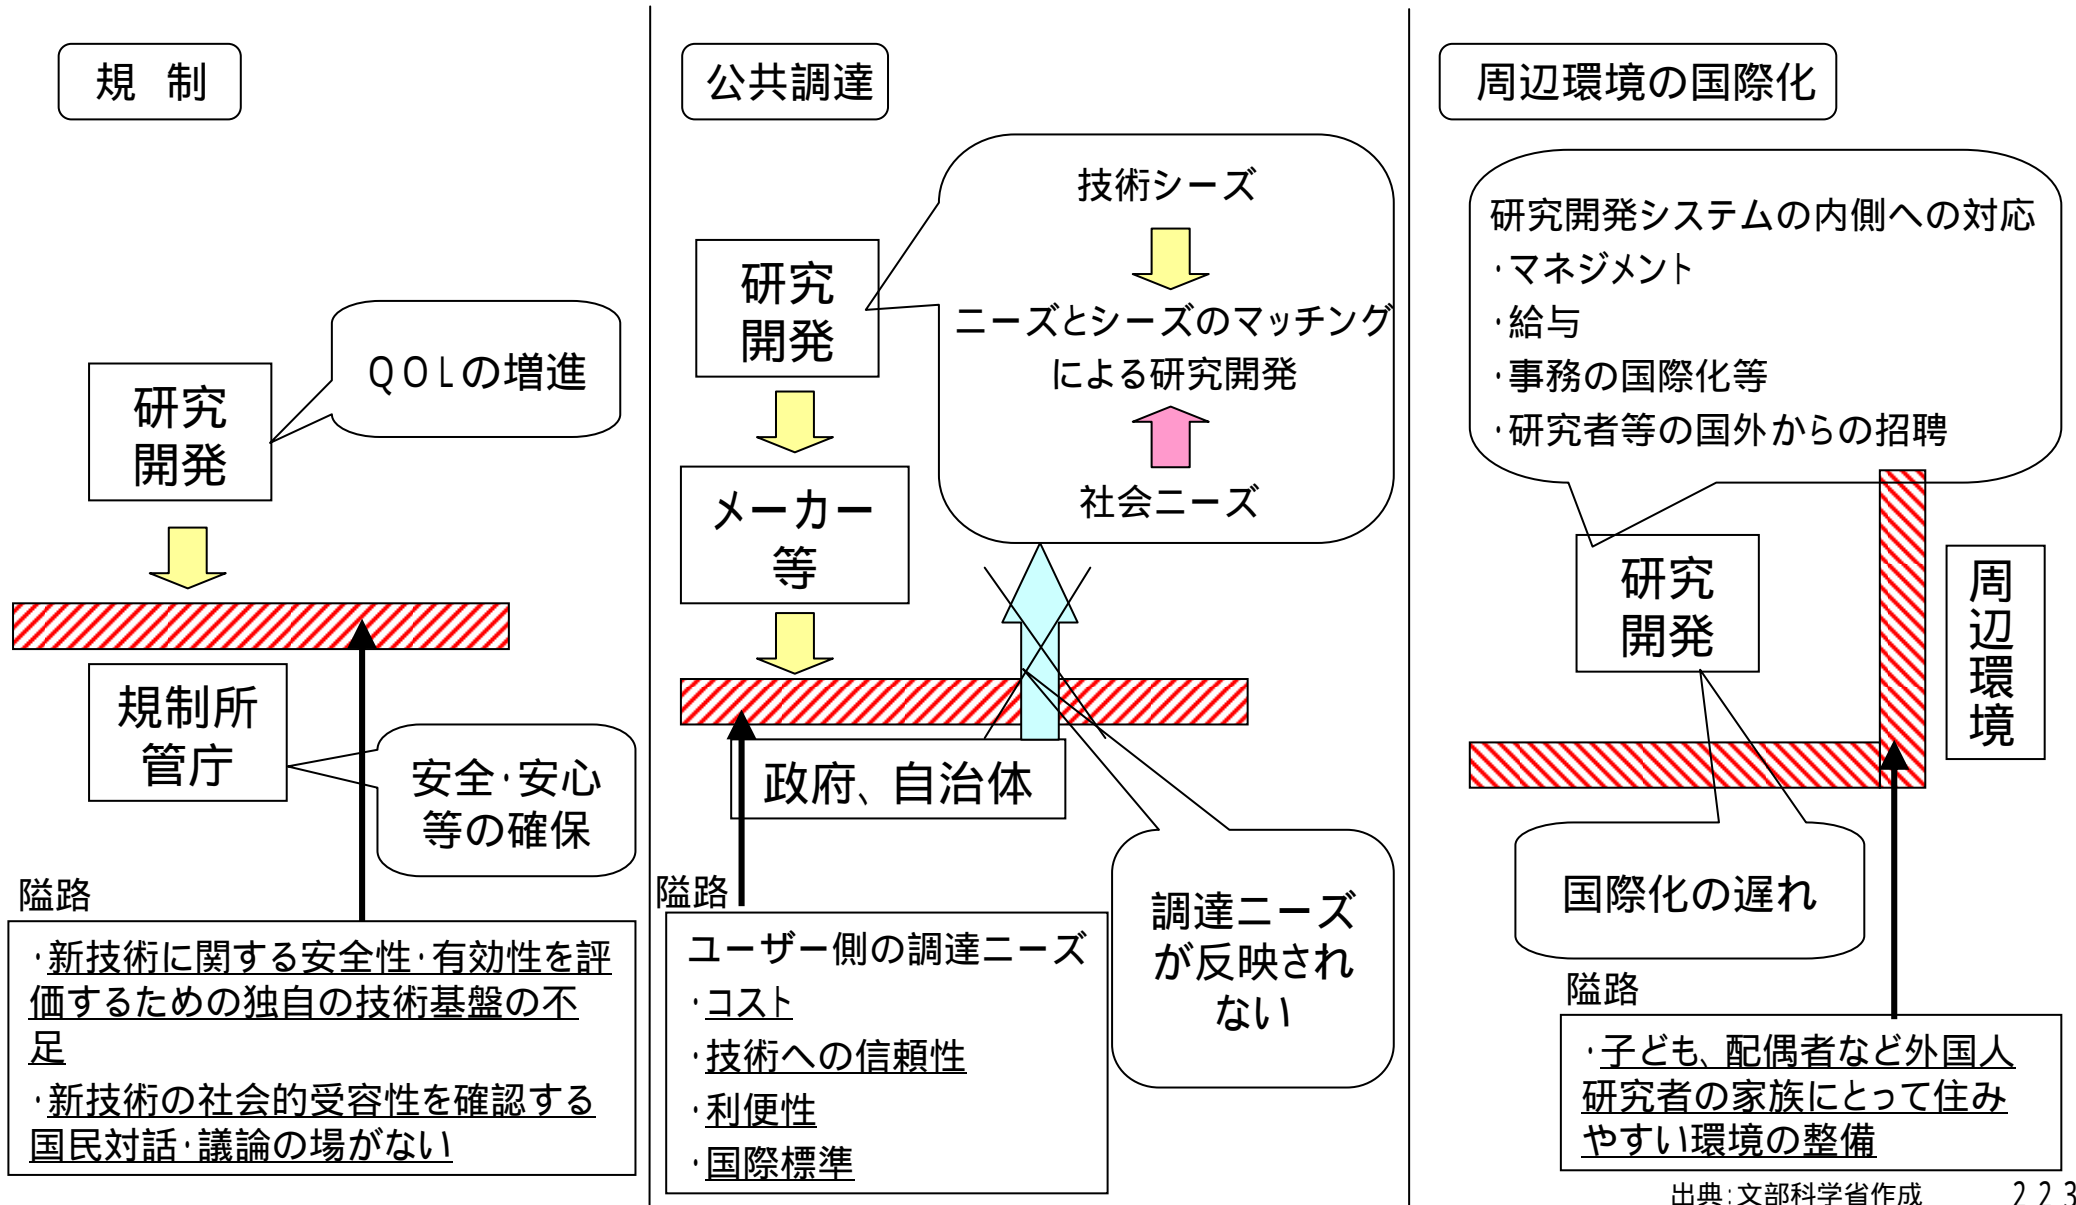 規 制
研究
開発
QOLの増進
規制所
管庁
安全・安心
等の確保
隘路
・新技術に関する安全性・有効性を評
価するための独自の技術基盤の不
足
・新技術の社会的受容性を確認する
国民対話・議論の場がない
公共調達
技術シーズ
ニーズとシーズのマッチング
による研究開発
社会ニーズ
研究
開発
メーカー
等
政府、自治体
調達ニーズ
が反映され
ない
隘路
ユーザー側の調達ニーズ
・コスト
・技術への信頼性
・利便性
・国際標準
周辺環境の国際化
研究開発システムの内側への対応
・マネジメント
・給与
・事務の国際化等
・研究者等の国外からの招聘
研究
開発
周辺環境
国際化の遅れ
隘路
・子ども、配偶者など外国人
研究者の家族にとって住み
やすい環境の整備
出典:文部科学省作成
223